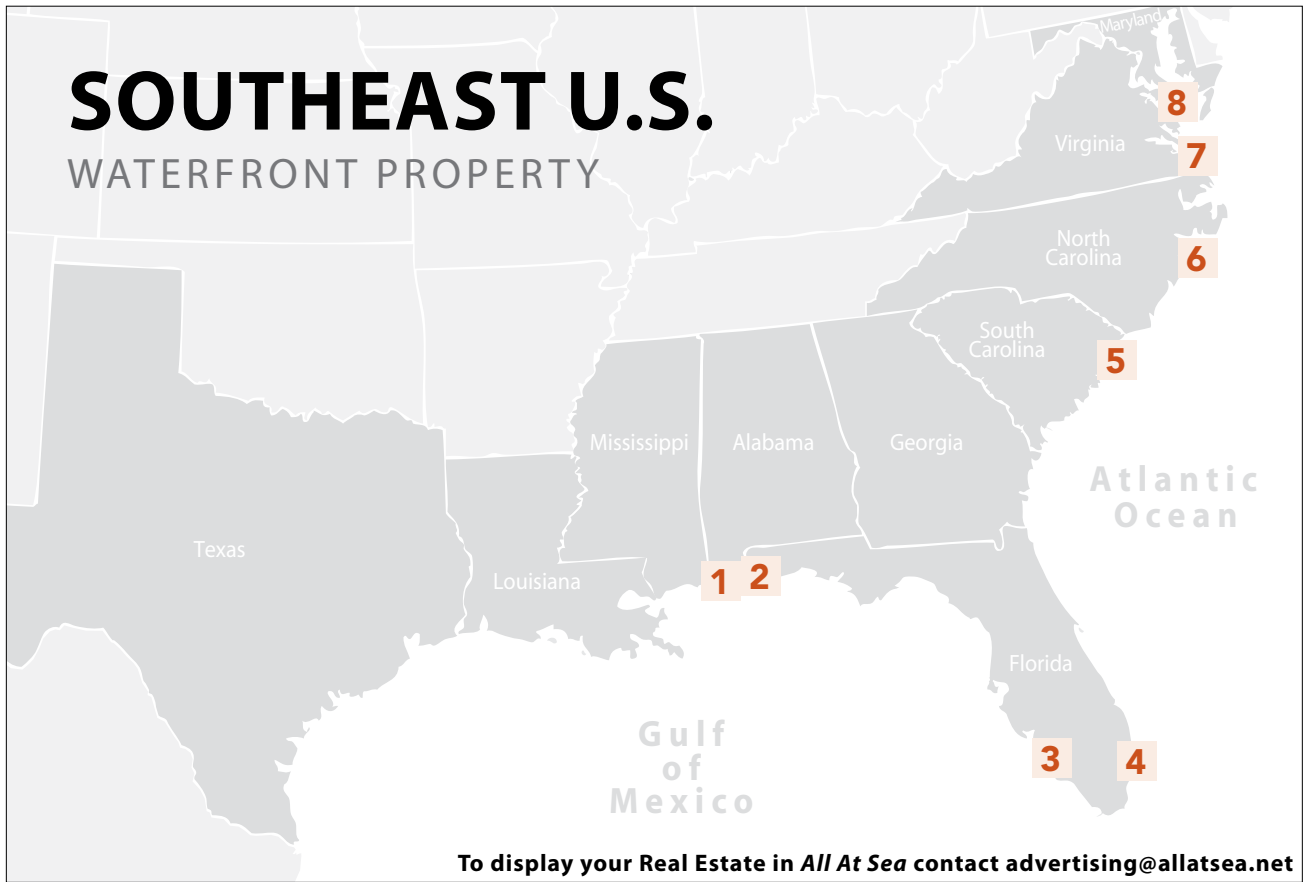 SOUTHEAST U.S.
WATERFRONT PROPERTY
Maryland
8
Virginia
7
North
Carolina
6
South
Carolina
5
Mississippi
Alabama
Georgia
Atlantic
Ocean
Texas
Louisiana
1
2
Florida
Gulf
of
Mexico
3
4
To display your Real Estate in All At Sea contact advertising@allatsea.net